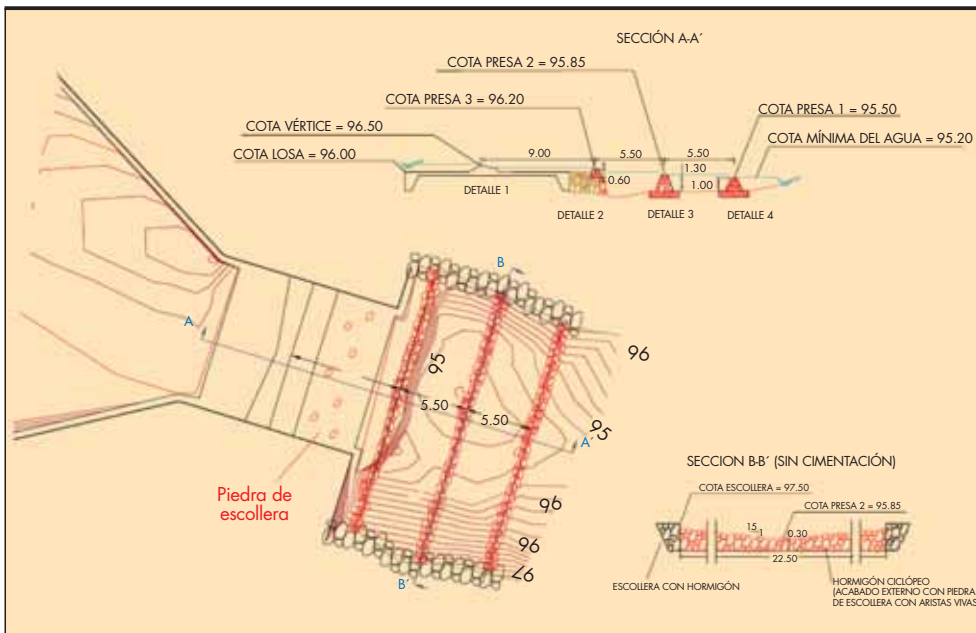 SECCIÓN A-A´
COTA PRESA 2 = 95.85
COTA PRESA 3 = 96.20
COTA PRESA 1 = 95.50
COTA VÉRTICE = 96.50
COTA MÍNIMA DEL AGUA = 95.20
COTA LOSA = 96.00
9.00
5.50
5.50
1.30
0.60
1.00
DETALLE 1
DETALLE 2
DETALLE 3
DETALLE 4
B
A
95
96
5.50
5.50
95
A´
Piedra de
escollera
96
96
97
B´
SECCION B-B´ (SIN CIMENTACIÓN)
COTA ESCOLLERA = 97.50
COTA PRESA 2 = 95.85
15
1
0.30
22.50
ESCOLLERA CON HORMIGÓN
HORMIGÓN CICLÓPEO
(ACABADO EXTERNO CON PIEDRA
DE ESCOLLERA CON ARISTAS VIVAS